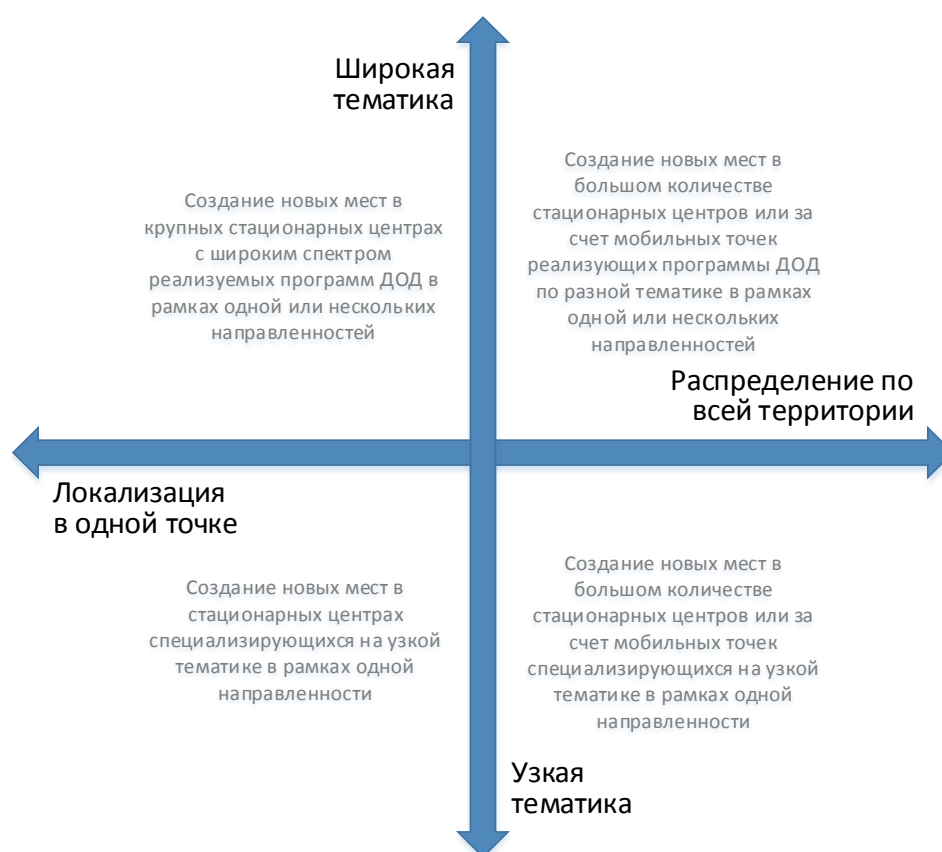 Широкая
тематика
Создание новых мест в
крупных стационарных центрах
с широким спектром
реализуемых программ ДОД в
рамках одной или нескольких
направленностей
Создание новых мест в
большом количестве
стационарных центров или за
счет мобильных точек
реализующих программы ДОД
по разной тематике в рамках
одной или нескольких
направленностей
Распределение по
всей территории
Локализация
в одной точке
Создание новых мест в
стационарных центрах
специализирующихся на узкой
тематике в рамках одной
направленности
Создание новых мест в
большом количестве
стационарных центров или за
счет мобильных точек
специализирующихся на узкой
тематике в рамках одной
направленности
Узкая
тематика